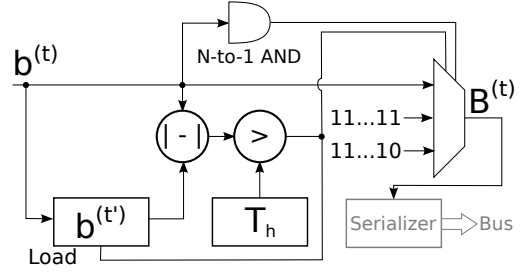 N-to-1 AND
b(t)
B(t)
11...11
| - |
>
11...10
b(t')
Th
Load
Serializer
Bus